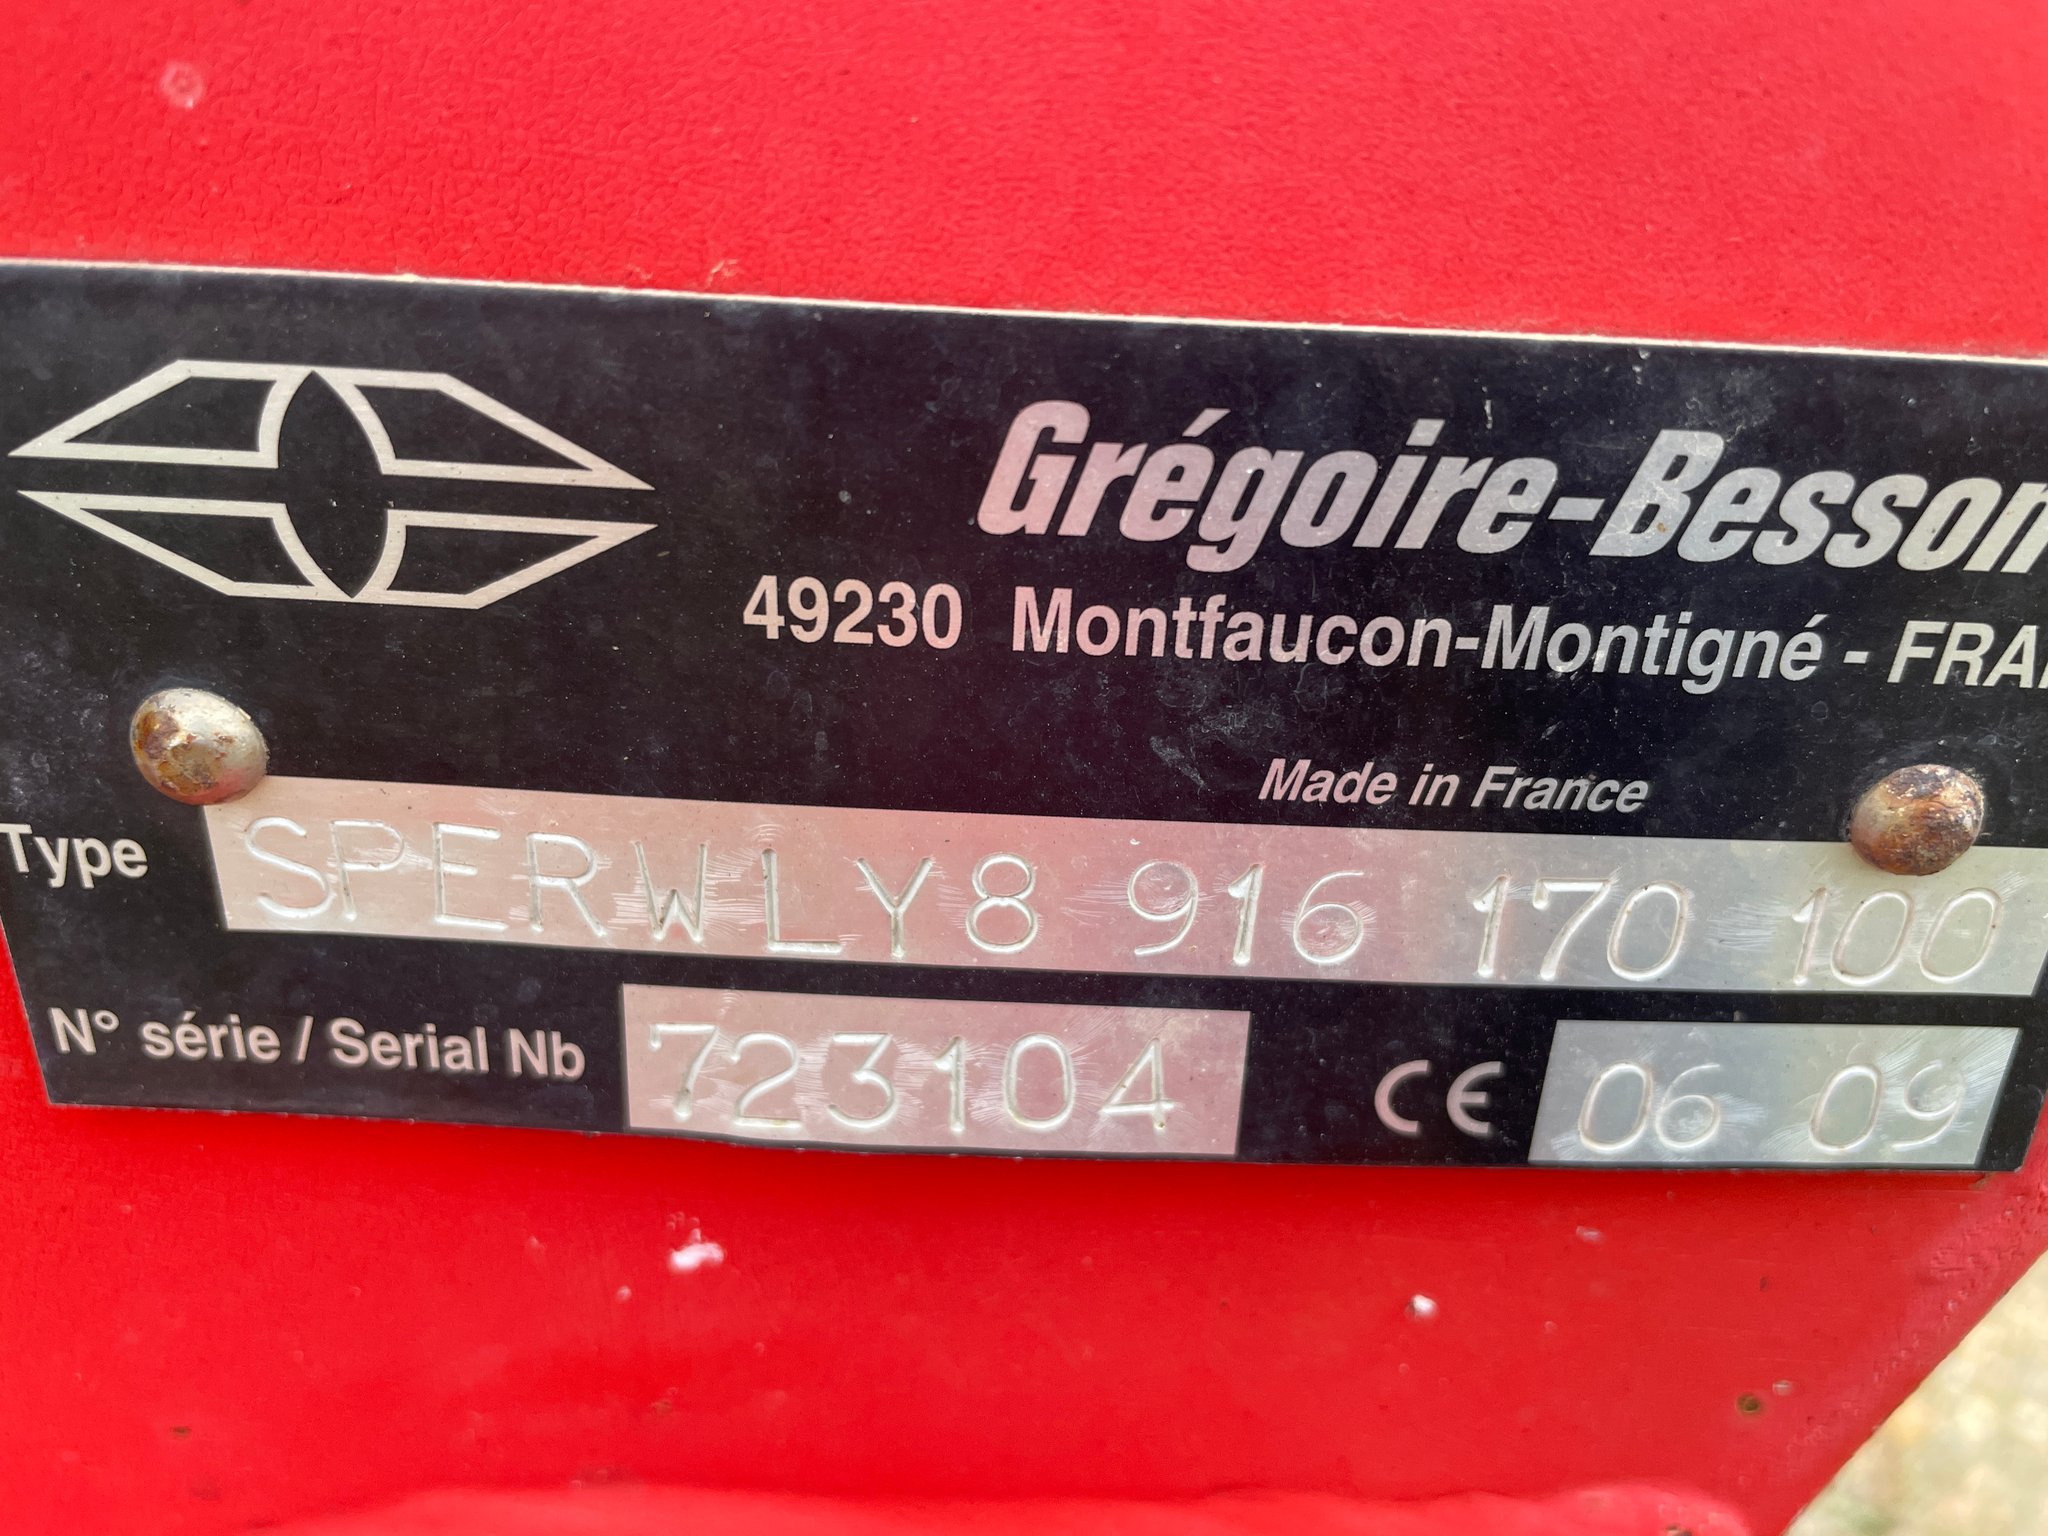 Grégoire-Besson
49230 Montfaucon-Montigné - FRA
Made in France
Type SPERWLY8 916 170 100
N° série / Serial Nb 723104 CE 06 09